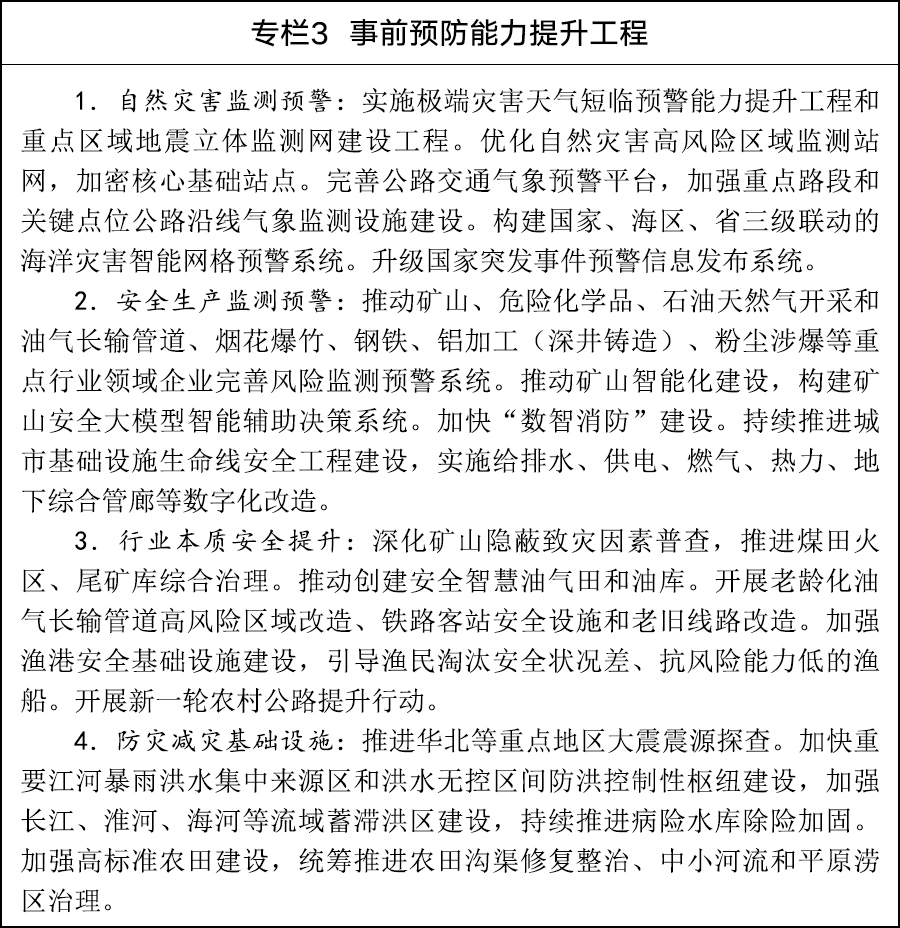 专栏3 事前预防能力提升工程
1．自然灾害监测预警：实施极端灾害天气短临预警能力提升工程和
重点区域地震立体监测网建设工程。优化自然灾害高风险区域监测站
网，加密核心基础站点。完善公路交通气象预警平台，加强重点路段和
关键点位公路沿线气象监测设施建设。构建国家、海区、省三级联动的
海洋灾害智能网格预警系统。升级国家突发事件预警信息发布系统。
2．安全生产监测预警：推动矿山、危险化学品、石油天然气开采和
油气长输管道、烟花爆竹、钢铁、铝加工（深井铸造）、粉尘涉爆等重
点行业领域企业完善风险监测预警系统。推动矿山智能化建设，构建矿
山安全大模型智能辅助决策系统。加快“数智消防”建设。持续推进城
市基础设施生命线安全工程建设，实施给排水、供电、燃气、热力、地
下综合管廊等数字化改造。
3．行业本质安全提升：深化矿山隐蔽致灾因素普查，推进煤田火
区、尾矿库综合治理。推动创建安全智慧油气田和油库。开展老龄化油
气长输管道高风险区域改造、铁路客站安全设施和老旧线路改造。加强
渔港安全基础设施建设，引导渔民淘汰安全状况差、抗风险能力低的渔
船。开展新一轮农村公路提升行动。
4．防灾减灾基础设施：推进华北等重点地区大震震源探查。加快重
要江河暴雨洪水集中来源区和洪水无控区间防洪控制性枢纽建设，加强
长江、淮河、海河等流域蓄滞洪区建设，持续推进病险水库除险加固。
加强高标准农田建设，统筹推进农田沟渠修复整治、中小河流和平原涝
区治理。